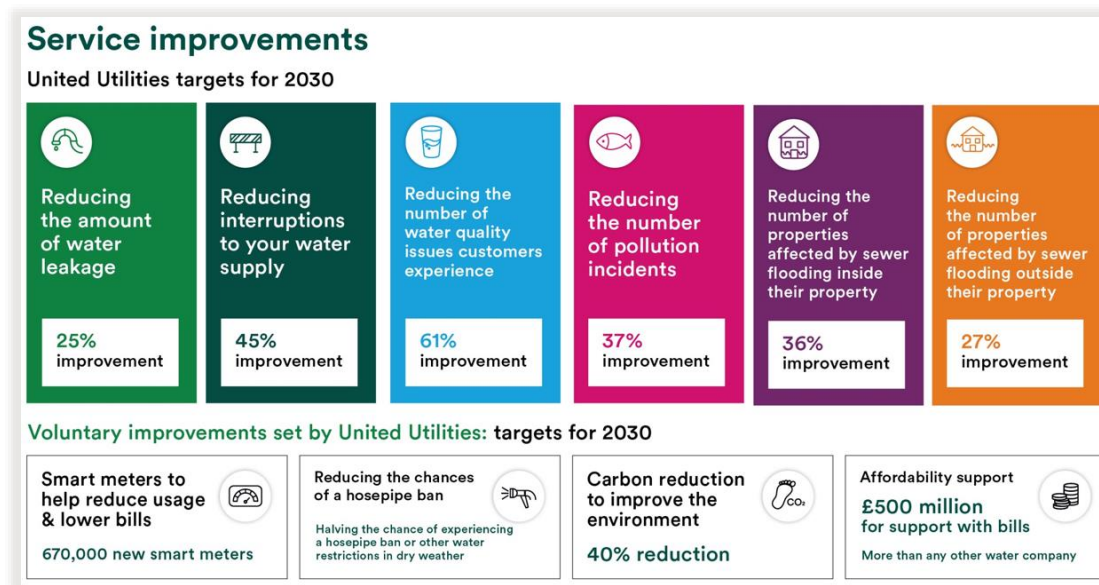 Service improvements
United Utilities targets for 2030
Reducing
the amount
of water
leakage
25%
improvement
Reducing
interruptions
to your water
supply
45%
improvement
Reducing the
number of
water quality
issues customers
experience
61%
improvement
Reducing
the number
of pollution
incidents
37%
improvement
Reducing the
number of
properties
affected by sewer
flooding inside
their property
36%
improvement
Reducing
the number
of properties
affected by sewer
flooding outside
their property
27%
improvement
Voluntary improvements set by United Utilities: targets for 2030
Smart meters to
help reduce usage
& lower bills
670,000 new smart meters
Reducing the chances
of a hosepipe ban
Halving the chance of experiencing
a hosepipe ban or other water
restrictions in dry weather
Carbon reduction
to improve the
environment
CO₂
40% reduction
Affordability support
£500 million
for support with bills
More than any other water company